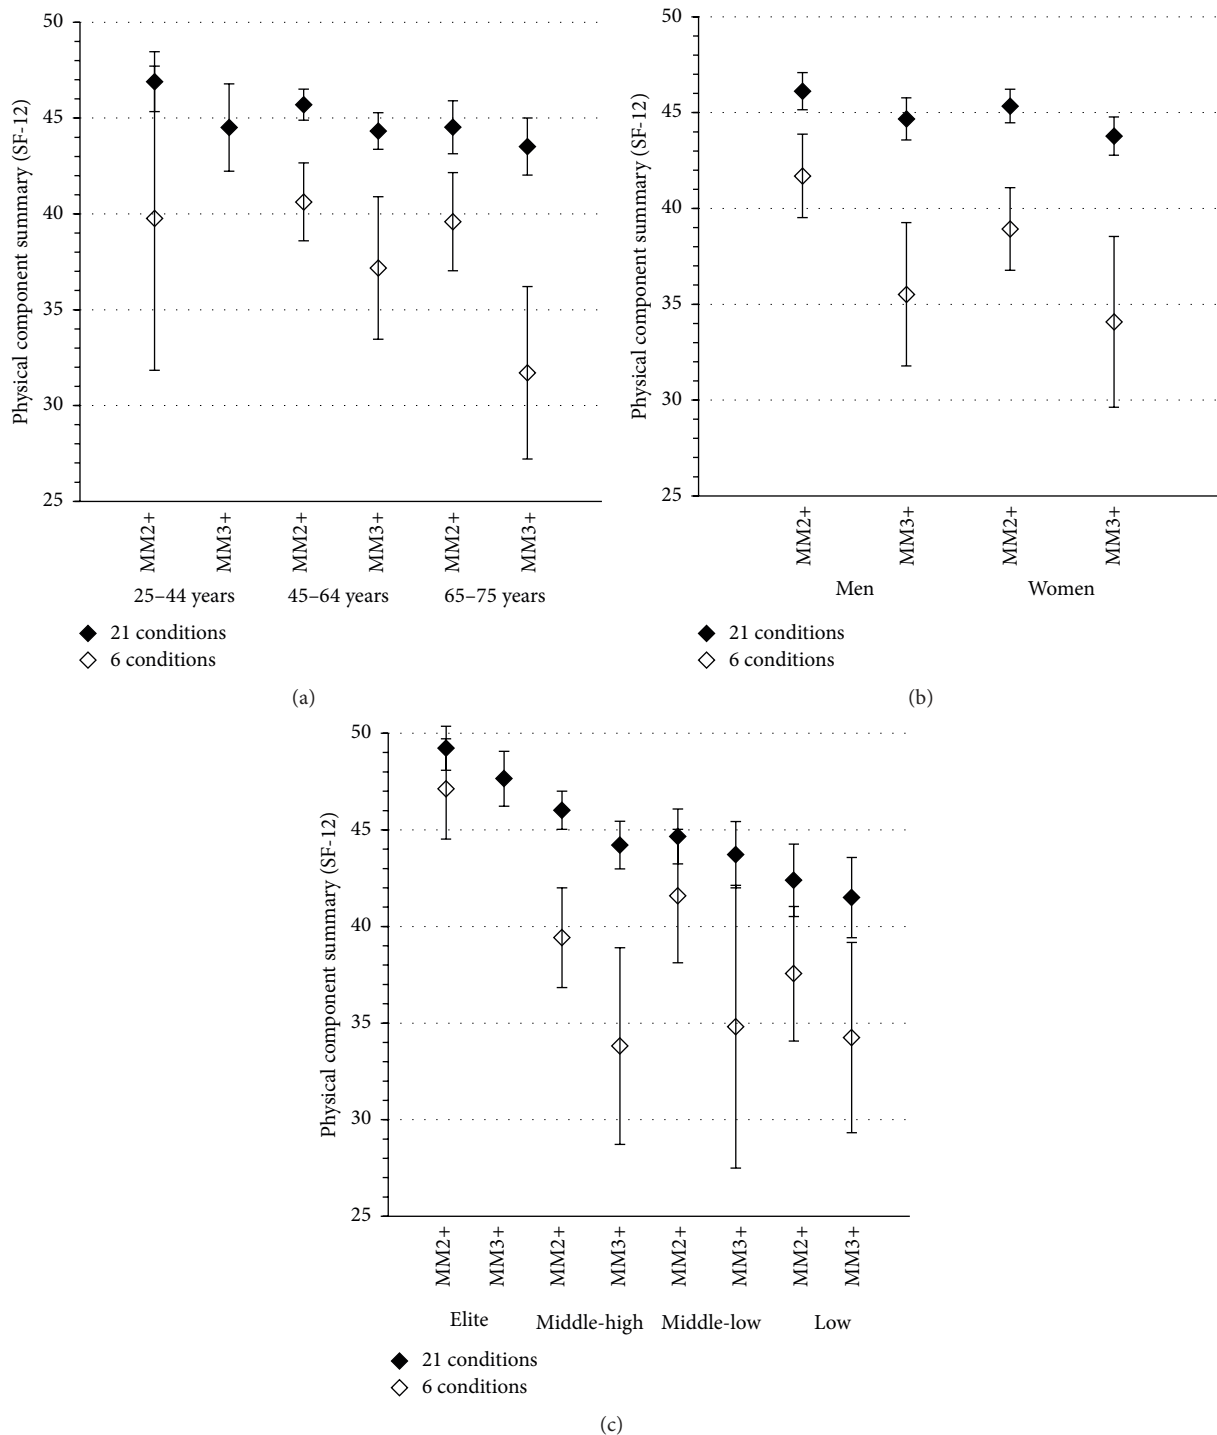 Physical component summary (SF-12)
50
45
40
35
30
25
MM2+
MM3+
MM2+
MM3+
MM2+
MM3+
25–44 years
45–64 years
65–75 years
21 conditions
6 conditions
(a)
Physical component summary (SF-12)
50
45
40
35
30
25
MM2+
MM3+
MM2+
MM3+
Men
Women
21 conditions
6 conditions
(b)
Physical component summary (SF-12)
50
45
40
35
30
25
MM2+
MM3+
MM2+
MM3+
MM2+
MM3+
MM2+
MM3+
Elite
Middle-high
Middle-low
Low
21 conditions
6 conditions
(c)